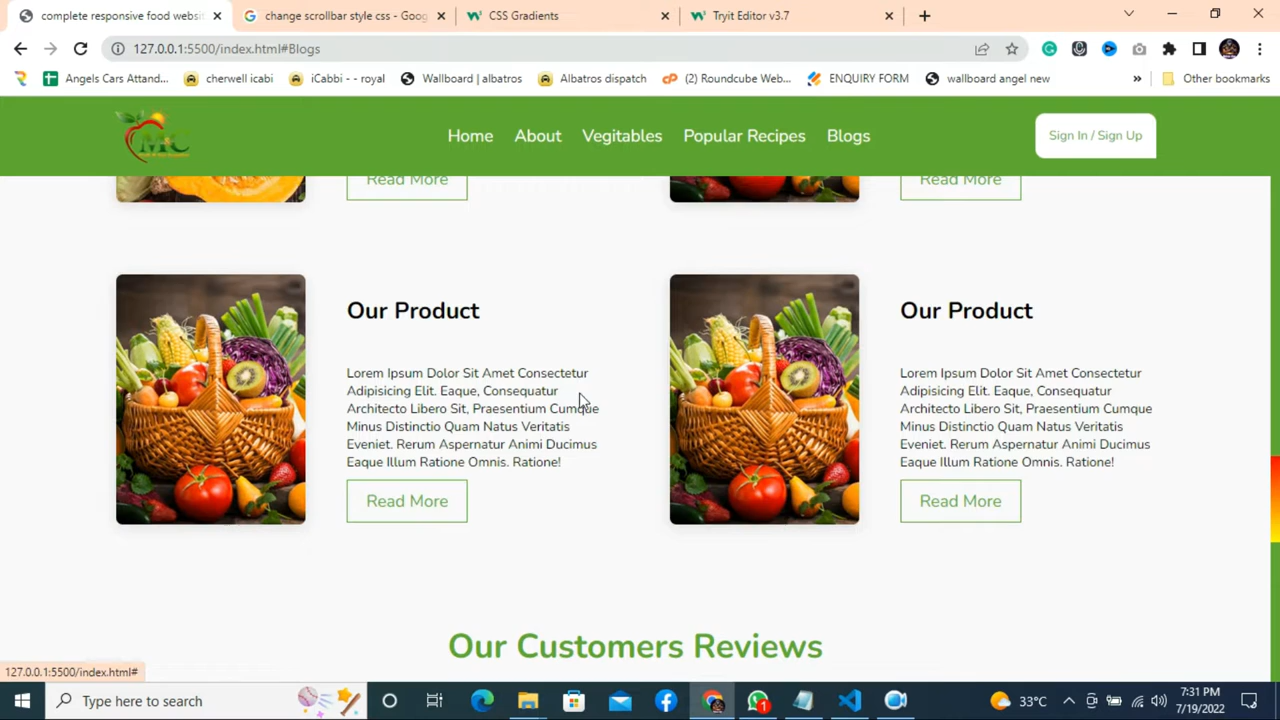 complete responsive food websit
change scrollbar style css - Goog
CSS Gradients
Tryit Editor v3.7
127.0.0.1:5500/index.html#Blogs
Angels Cars Attand...
cherwell icabi
iCabbi - - royal
Wallboard | albatros
Albatros dispatch
(2) Roundcube Web...
ENQUIRY FORM
wallboard angel new
Other bookmarks
Home
About
Vegitables
Popular Recipes
Blogs
Sign In / Sign Up
Read More
Read More
Our Product
Lorem Ipsum Dolor Sit Amet Consectetur
Adipisicing Elit. Eaque, Consequatur
Architecto Libero Sit, Praesentium Cumque
Minus Distinctio Quam Natus Veritatis
Eveniet. Rerum Aspernatur Animi Ducimus
Eaque Illum Ratione Omnis. Ratione!
Read More
Our Product
Lorem Ipsum Dolor Sit Amet Consectetur
Adipisicing Elit. Eaque, Consequatur
Architecto Libero Sit, Praesentium Cumque
Minus Distinctio Quam Natus Veritatis
Eveniet. Rerum Aspernatur Animi Ducimus
Eaque Illum Ratione Omnis. Ratione!
Read More
Our Customers Reviews
127.0.0.1:5500/index.html#
Type here to search
33°C
7:31 PM
7/19/2022